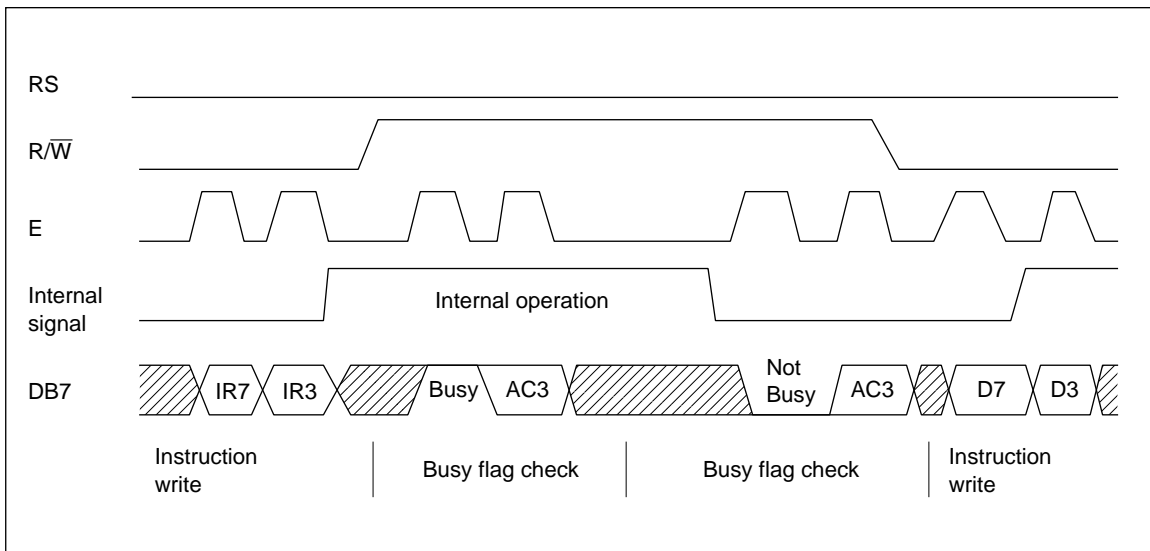 RS
R/W̅
E
Internal
signal
Internal operation
DB7
IR7
IR3
Busy
AC3
Not
Busy
AC3
D7
D3
Instruction
write
Busy flag check
Busy flag check
Instruction
write